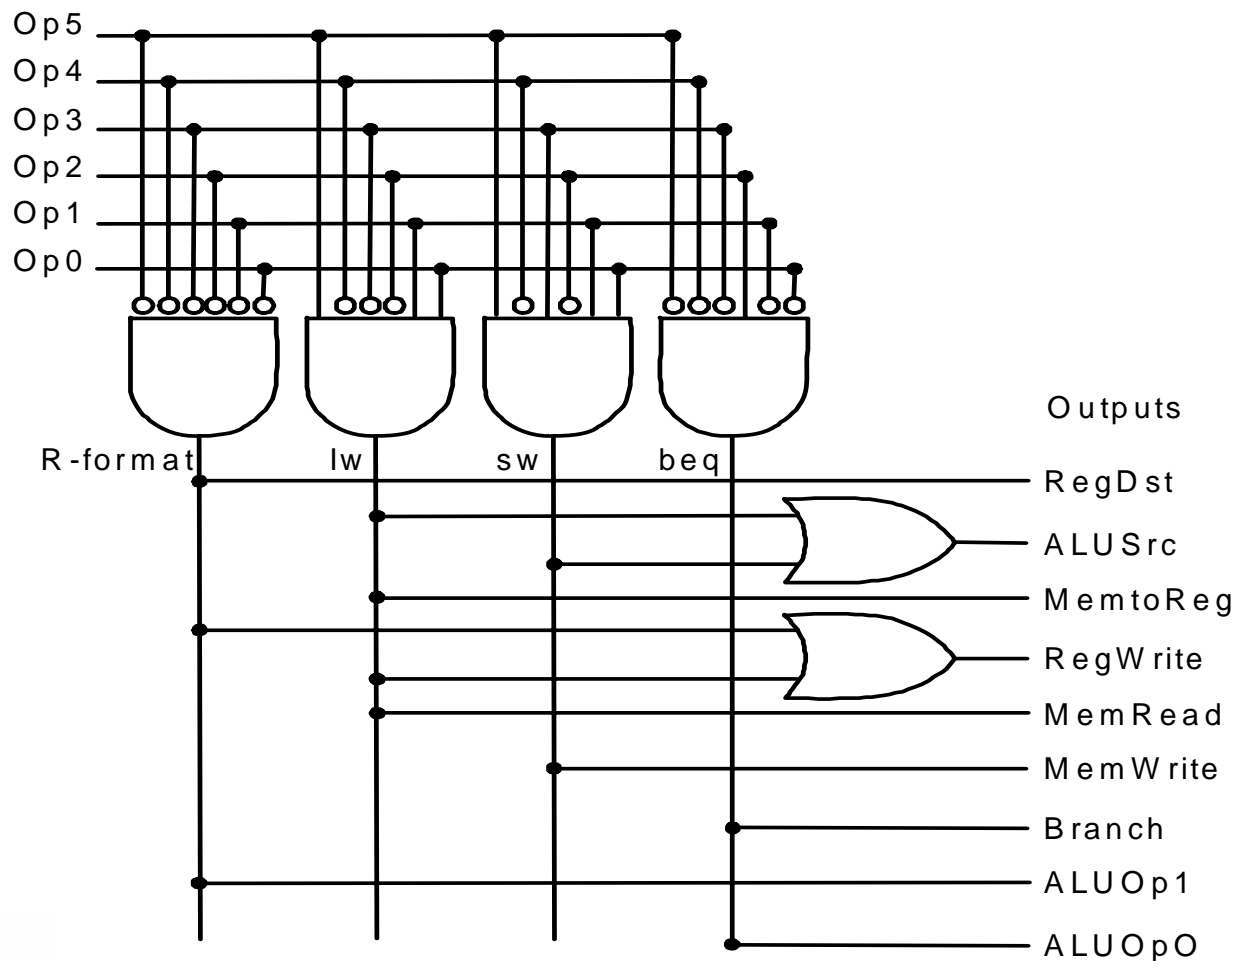 Op5
Op4
Op3
Op2
Op1
Op0
Outputs
R-format
lw
sw
beq
RegDst
ALUSrc
MemtoReg
RegWrite
MemRead
MemWrite
Branch
ALUOp1
ALUOpO